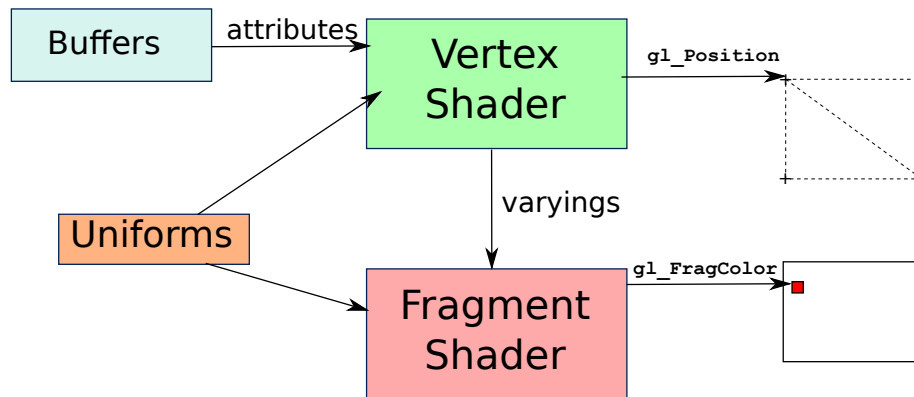 Buffers
attributes
Vertex
Shader
gl_Position
varyings
Uniforms
gl_FragColor
Fragment
Shader